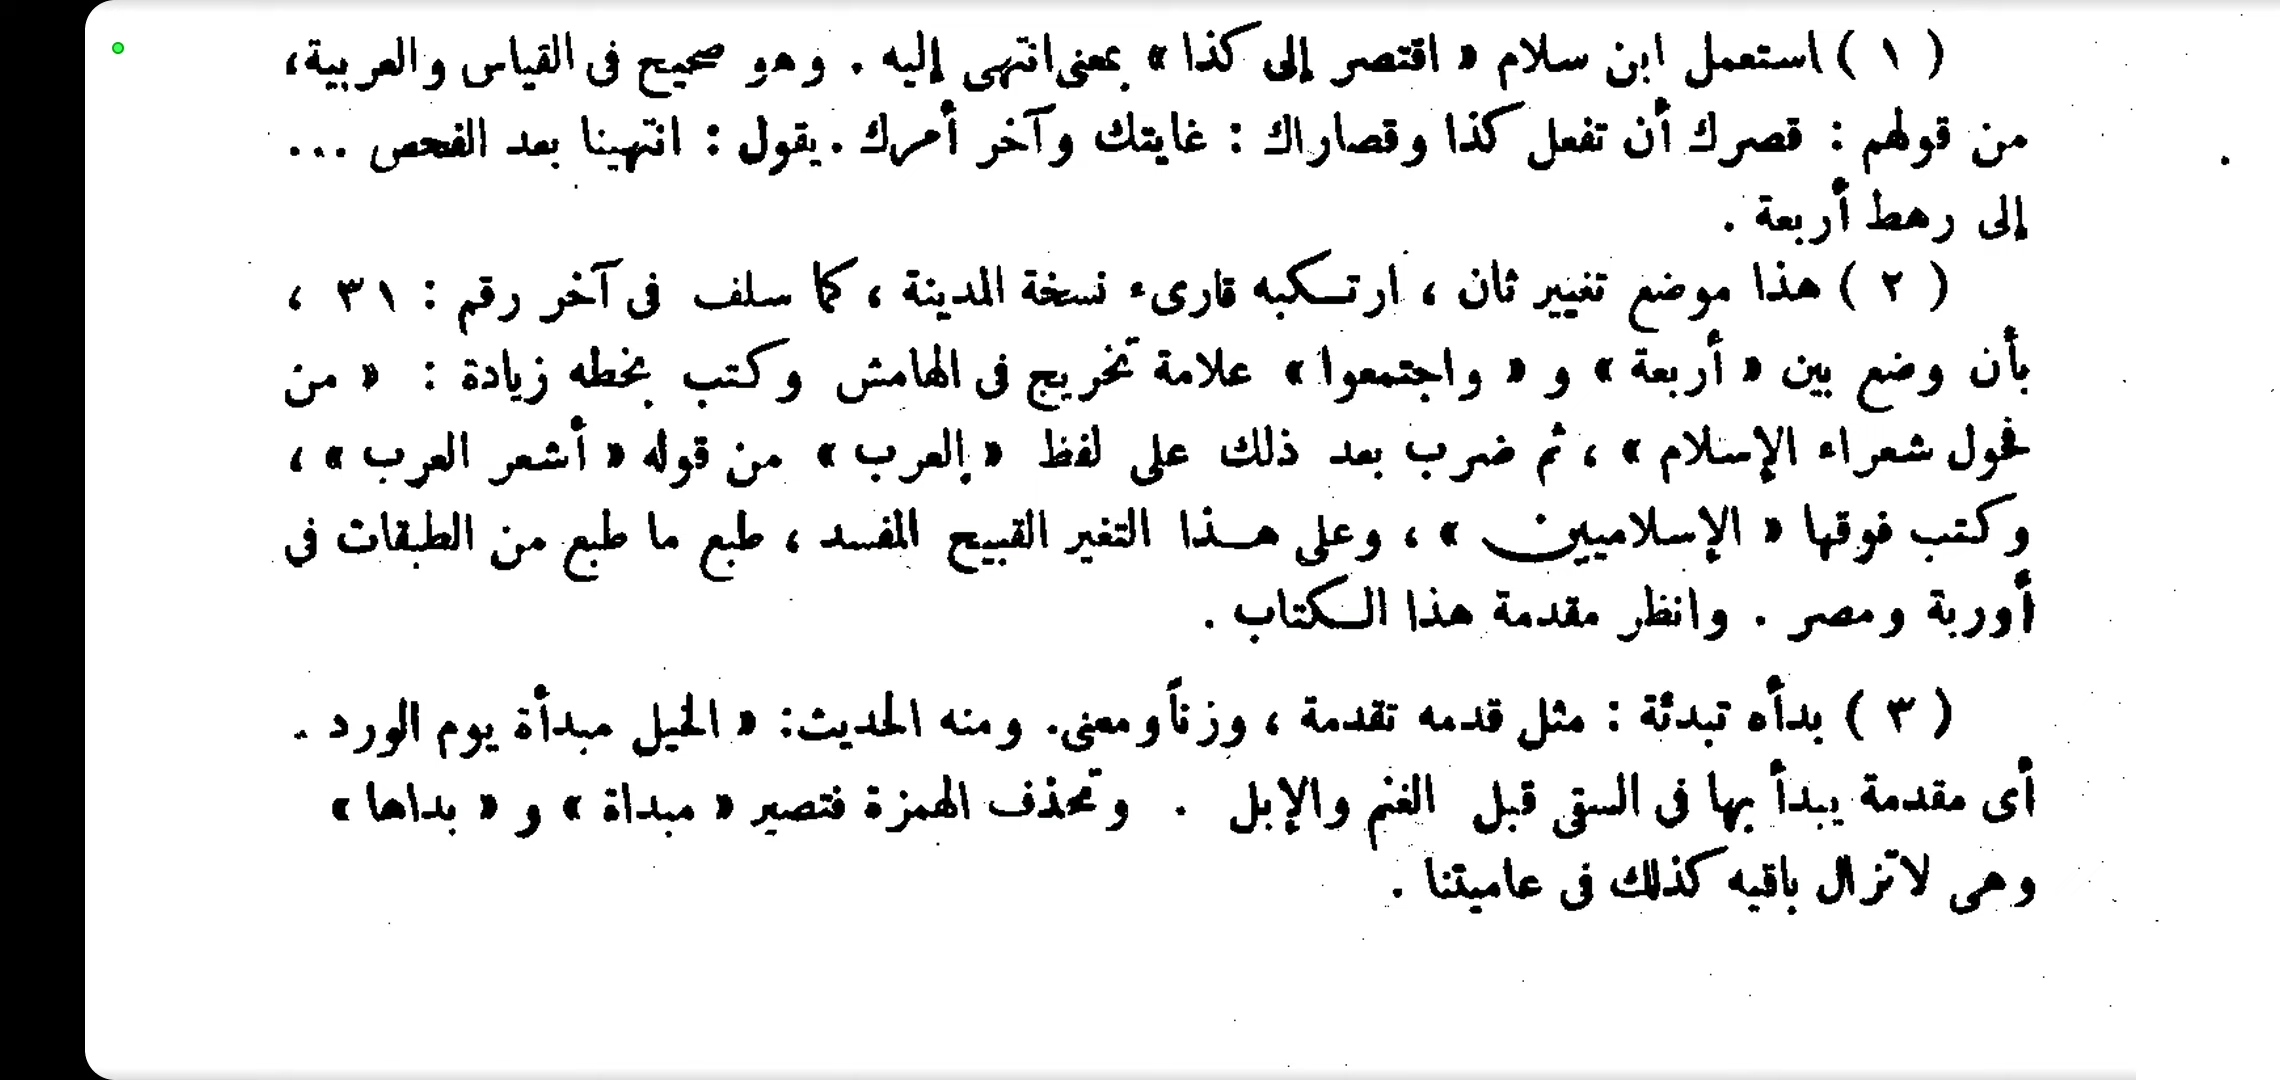 ( ١ ) استعمل ابن سلام « اقتصر إلى كذا » بمعنى انتهى إليه . وهو صحيح فى القياس والعربية،
من قولهم : قصرك أن تفعل كذا وقصاراك : غايتك وآخر أمرك . يقول : انتهينا بعد الفحص ...
إلى رهط أربعة .
( ٢ ) هذا موضع تغيير ثان ، ارتكبه قارىء نسخة المدينة ، كما سلف فى آخر رقم : ٣١ ،
بأن وضع بين « أربعة » و « واجتمعوا » علامة تخريج فى الهامش وكتب بخطه زيادة : « من
فحول شعراء الإسلام » ، ثم ضرب بعد ذلك على لفظ « العرب » من قوله « أشعر العرب » ،
وكتب فوقها « الإسلاميين » ، وعلى هذا التغير القبيح المفسد ، طبع ما طبع من الطبقات فى
أوربة ومصر . وانظر مقدمة هذا الكتاب .
( ٣ ) بدأه تبدئة : مثل قدمه تقدمة ، وزناً ومعنى. ومنه الحديث: « الخيل مبدأة يوم الورد .
أى مقدمة يبدأ بها فى السقى قبل الغنم والإبل . وتحذف الهمزة فتصير « مبداة » و « بداها »
وهى لاتزال باقيه كذلك فى عاميتنا .